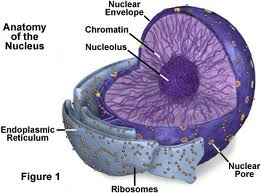 Anatomy
of the
Nucleus
Nuclear
Envelope
Chromatin
Nucleolus
Endoplasmic
Reticulum
Nuclear
Pore
Ribosomes
Figure 1